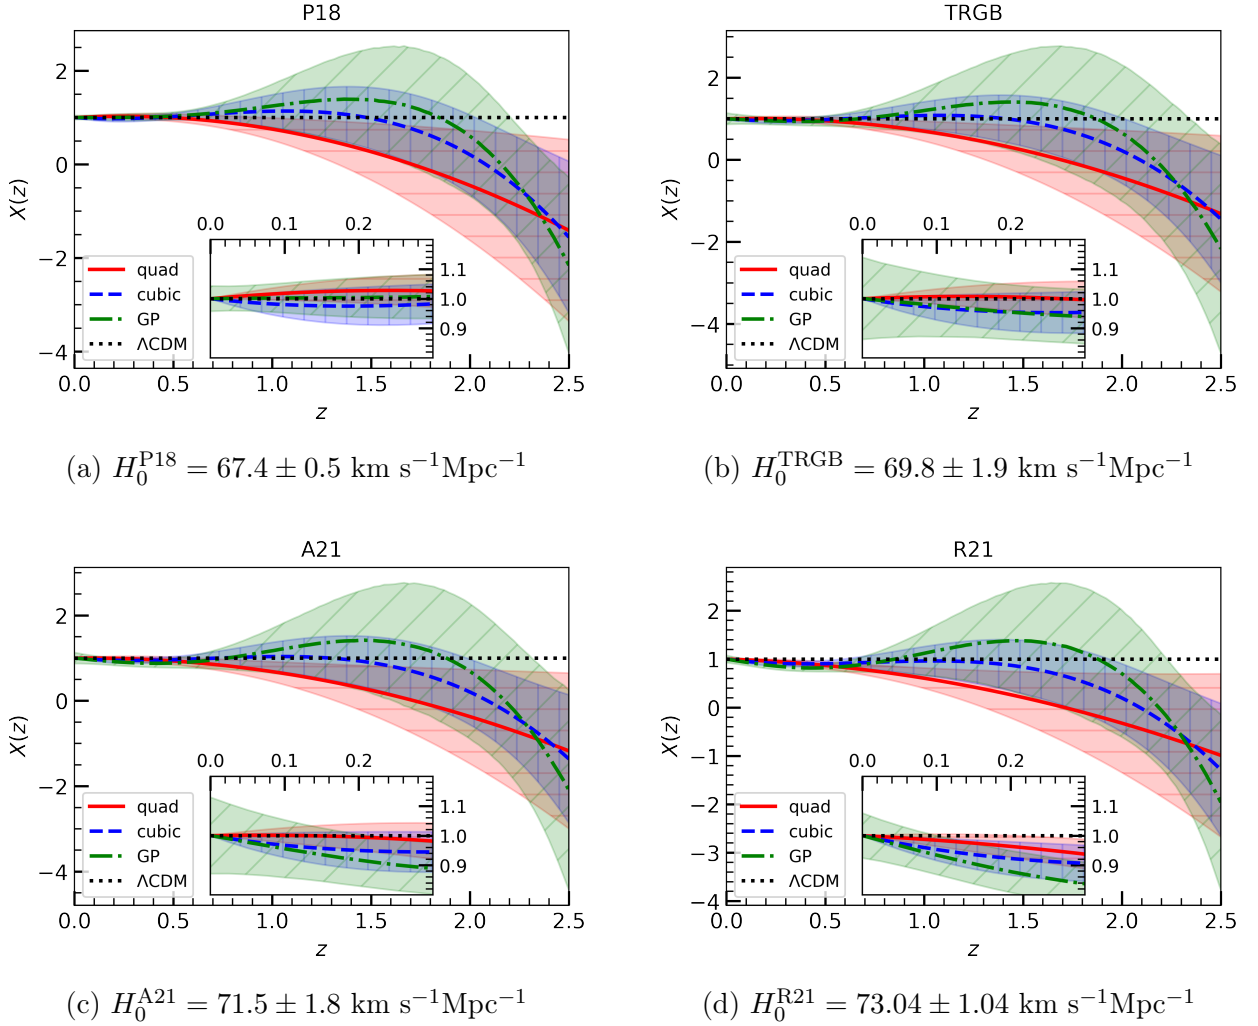 P18
X(z)
2
0
−2
−4
0.0 0.1 0.2
1.1
1.0
0.9
quad
cubic
GP
ΛCDM
0.0 0.5 1.0 1.5 2.0 2.5
z
(a) H_0^P18 = 67.4 ± 0.5 km s^−1Mpc^−1
TRGB
X(z)
2
0
−2
−4
0.0 0.1 0.2
1.1
1.0
0.9
quad
cubic
GP
ΛCDM
0.0 0.5 1.0 1.5 2.0 2.5
z
(b) H_0^TRGB = 69.8 ± 1.9 km s^−1Mpc^−1
A21
X(z)
2
1
0
−2
−4
0.0 0.1 0.2
1.1
1.0
0.9
quad
cubic
GP
ΛCDM
0.0 0.5 1.0 1.5 2.0 2.5
z
(c) H_0^A21 = 71.5 ± 1.8 km s^−1Mpc^−1
R21
X(z)
2
1
0
−1
−2
−3
−4
0.0 0.1 0.2
1.1
1.0
0.9
quad
cubic
GP
ΛCDM
0.0 0.5 1.0 1.5 2.0 2.5
z
(d) H_0^R21 = 73.04 ± 1.04 km s^−1Mpc^−1